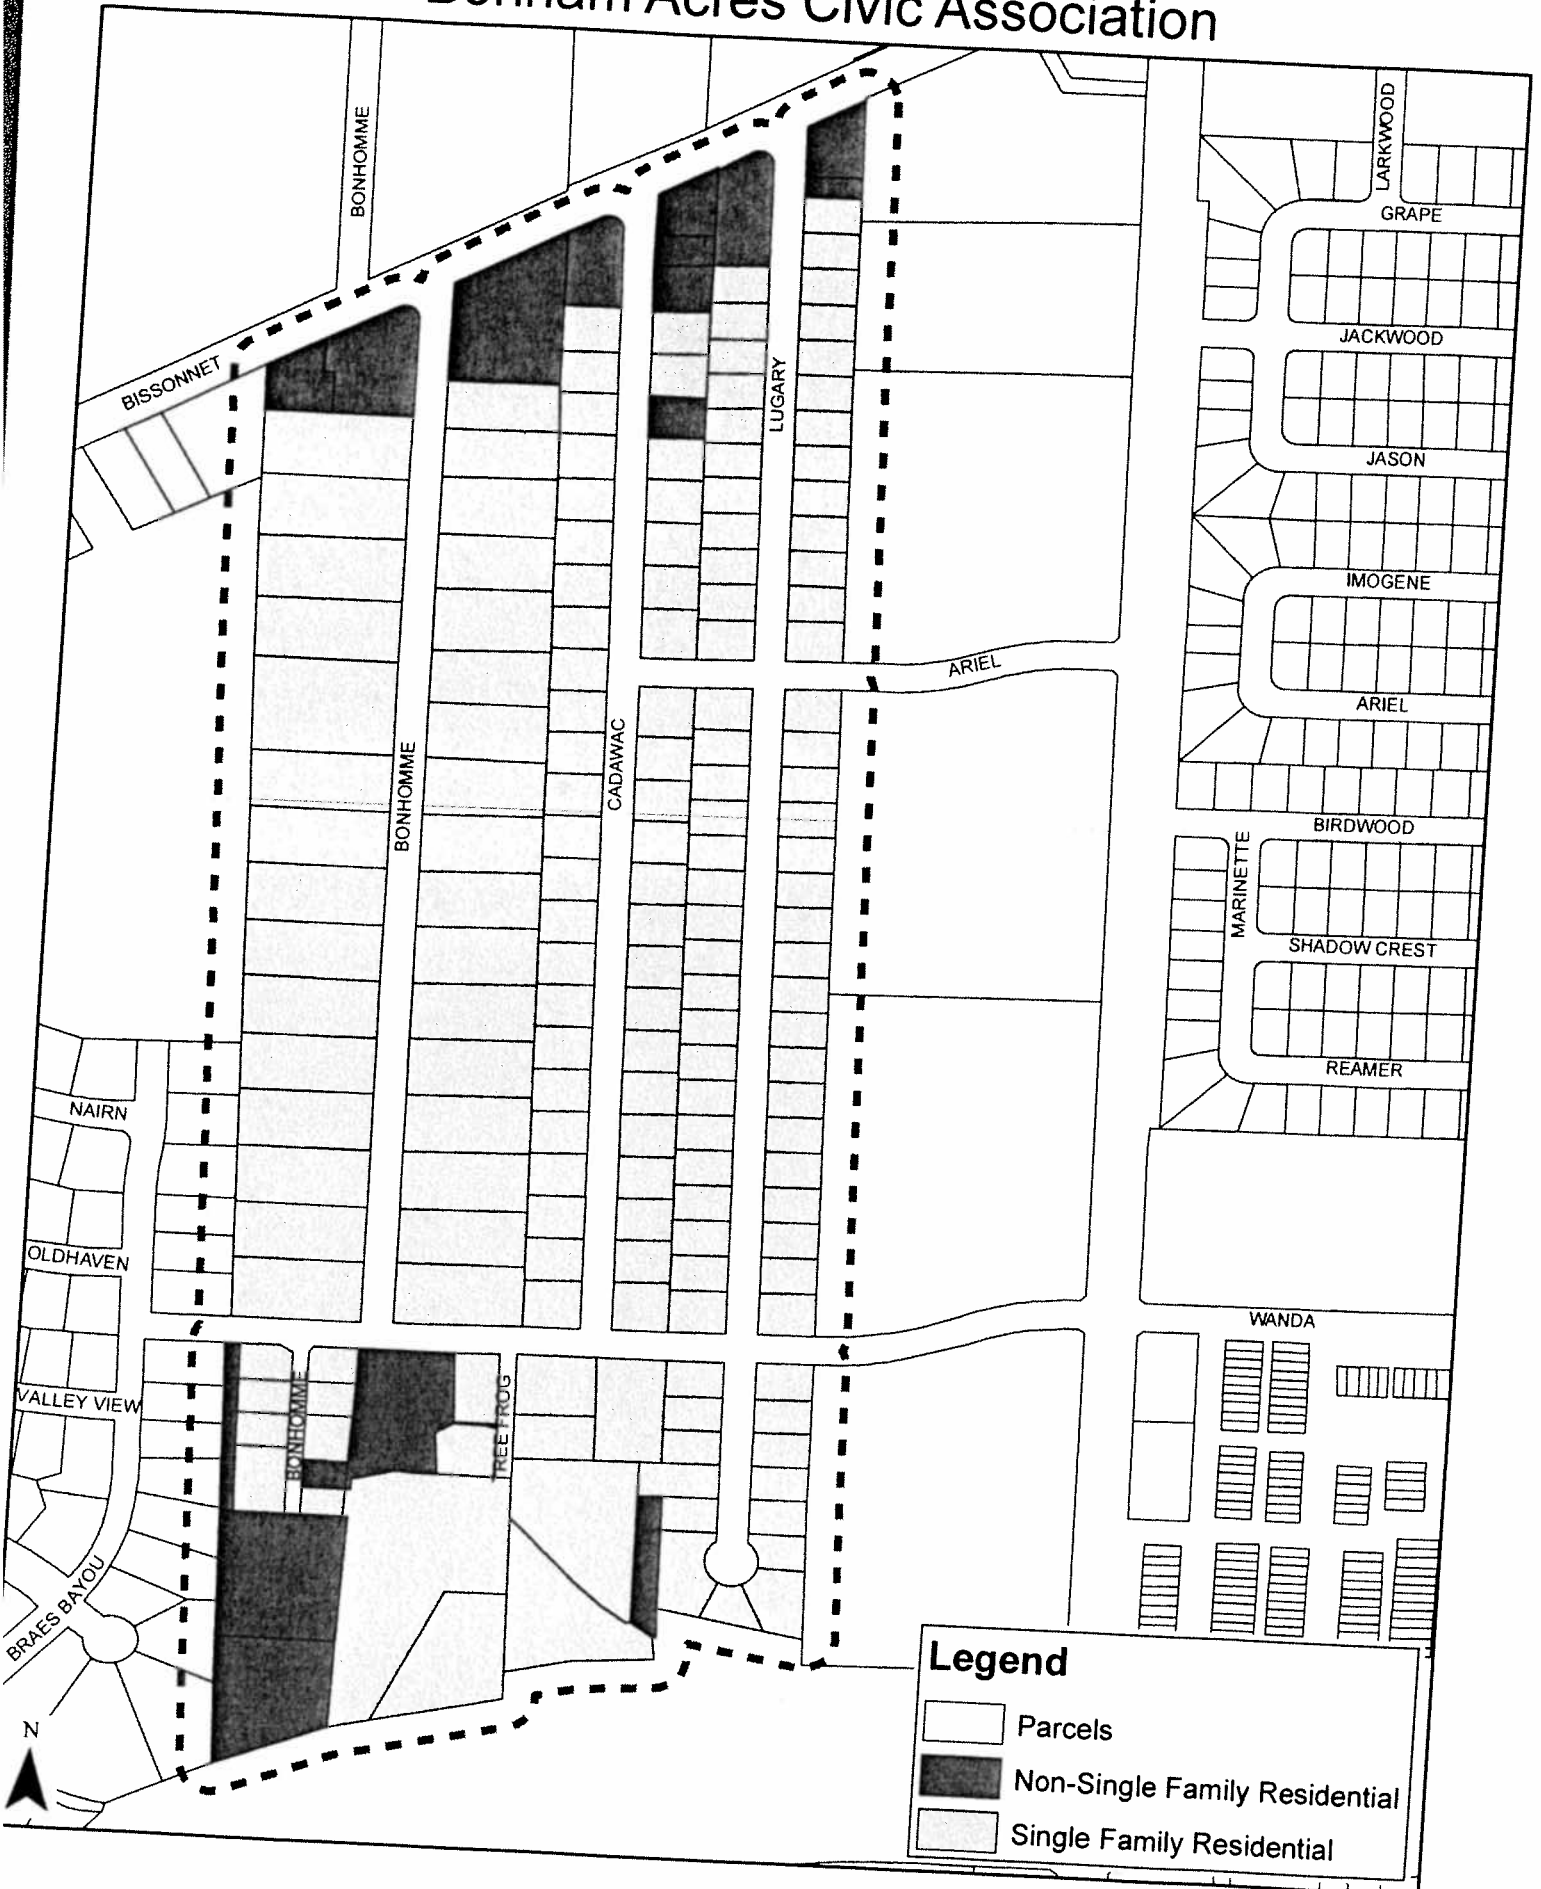 Acres Civic Association
BONHOMME
LARKWOOD
GRAPE
JACKWOOD
BISSONNET
LUGARY
JASON
IMOGENE
ARIEL
ARIEL
CADAWAC
BONHOMME
BIRDWOOD
MARINETTE
SHADOW CREST
REAMER
NAIRN
OLDHAVEN
WANDA
VALLEY VIEW
BONHOMME
TREE FROG
BRAES BAYOU
N
Legend
Parcels
Non-Single Family Residential
Single Family Residential